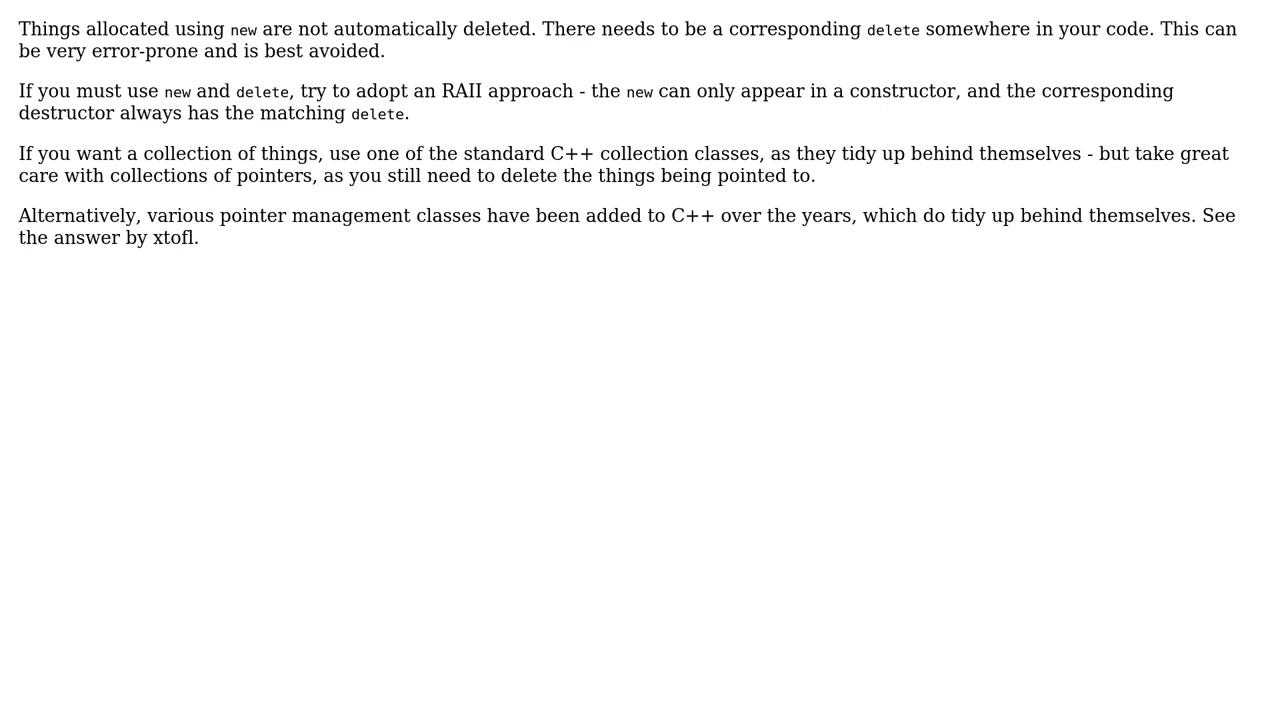 Things allocated using new are not automatically deleted. There needs to be a corresponding delete somewhere in your code. This can
be very error-prone and is best avoided.
If you must use new and delete, try to adopt an RAII approach - the new can only appear in a constructor, and the corresponding
destructor always has the matching delete.
If you want a collection of things, use one of the standard C++ collection classes, as they tidy up behind themselves - but take great
care with collections of pointers, as you still need to delete the things being pointed to.
Alternatively, various pointer management classes have been added to C++ over the years, which do tidy up behind themselves. See
the answer by xtofl.